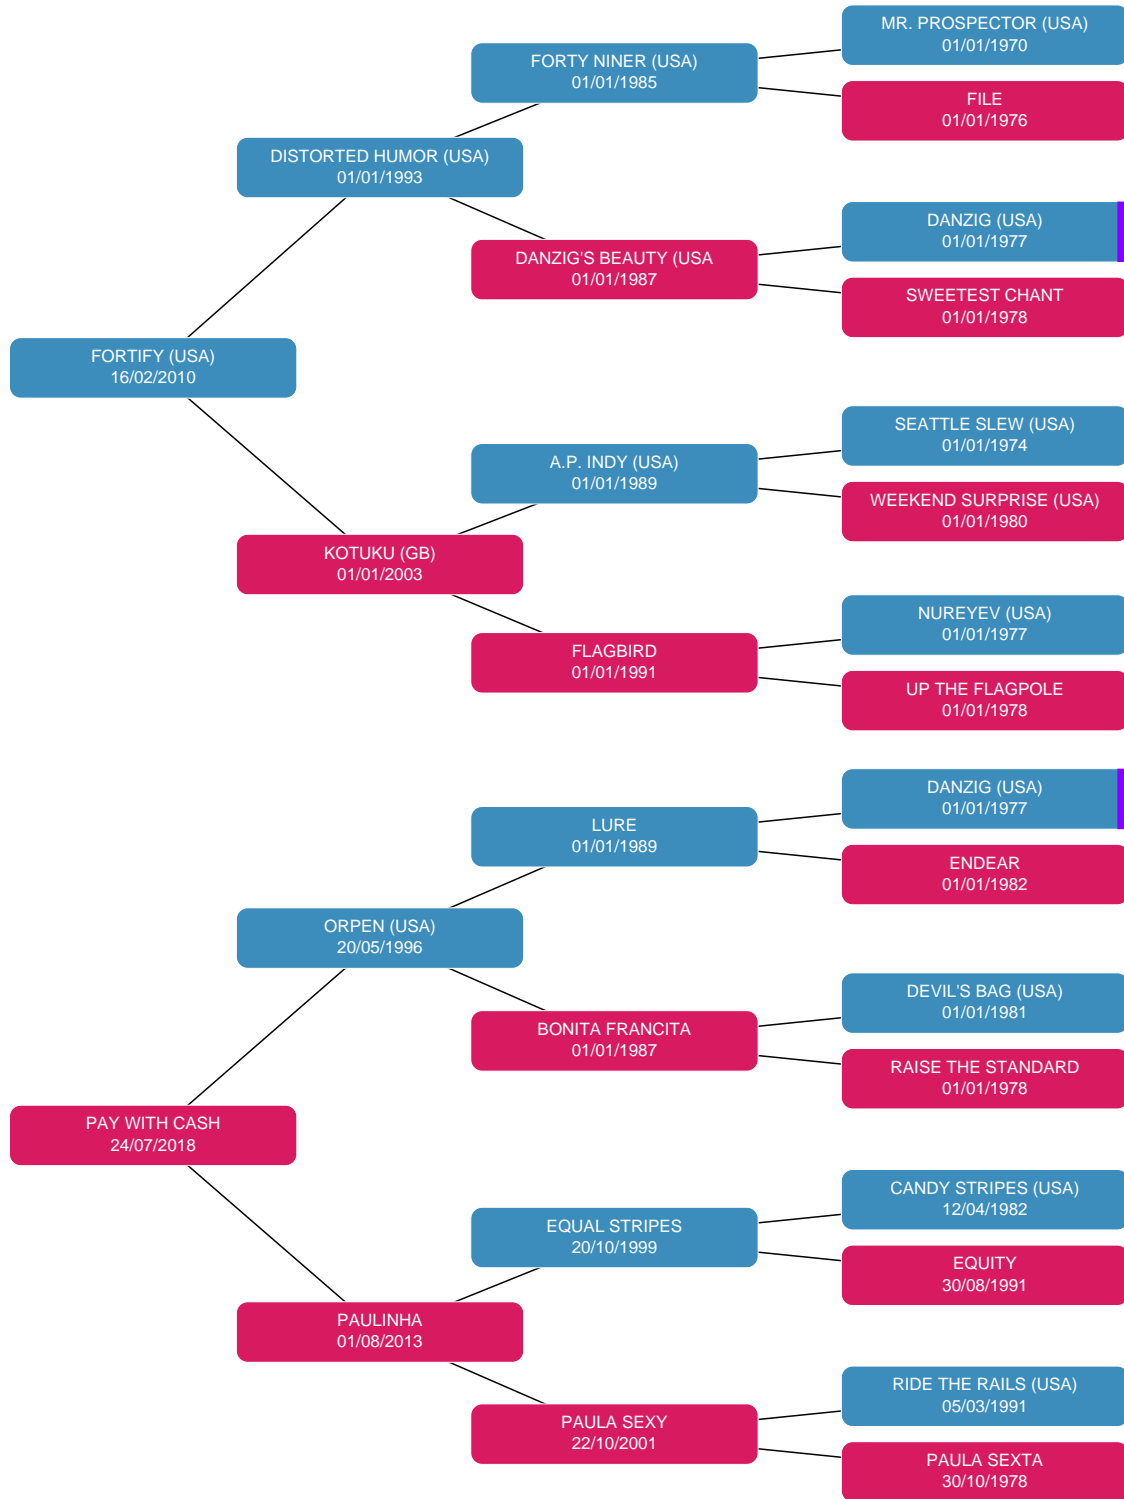 MR. PROSPECTOR (USA)
01/01/1970
FORTY NINER (USA)
01/01/1985
FILE
01/01/1976
DISTORTED HUMOR (USA)
01/01/1993
DANZIG (USA)
01/01/1977
DANZIG'S BEAUTY (USA
01/01/1987
SWEETEST CHANT
01/01/1978
FORTIFY (USA)
16/02/2010
SEATTLE SLEW (USA)
01/01/1974
A.P. INDY (USA)
01/01/1989
WEEKEND SURPRISE (USA)
01/01/1980
KOTUKU (GB)
01/01/2003
NUREYEV (USA)
01/01/1977
FLAGBIRD
01/01/1991
UP THE FLAGPOLE
01/01/1978
DANZIG (USA)
01/01/1977
LURE
01/01/1989
ENDEAR
01/01/1982
ORPEN (USA)
20/05/1996
DEVIL'S BAG (USA)
01/01/1981
BONITA FRANCITA
01/01/1987
RAISE THE STANDARD
01/01/1978
PAY WITH CASH
24/07/2018
CANDY STRIPES (USA)
12/04/1982
EQUAL STRIPES
20/10/1999
EQUITY
30/08/1991
PAULINHA
01/08/2013
RIDE THE RAILS (USA)
05/03/1991
PAULA SEXY
22/10/2001
PAULA SEXTA
30/10/1978